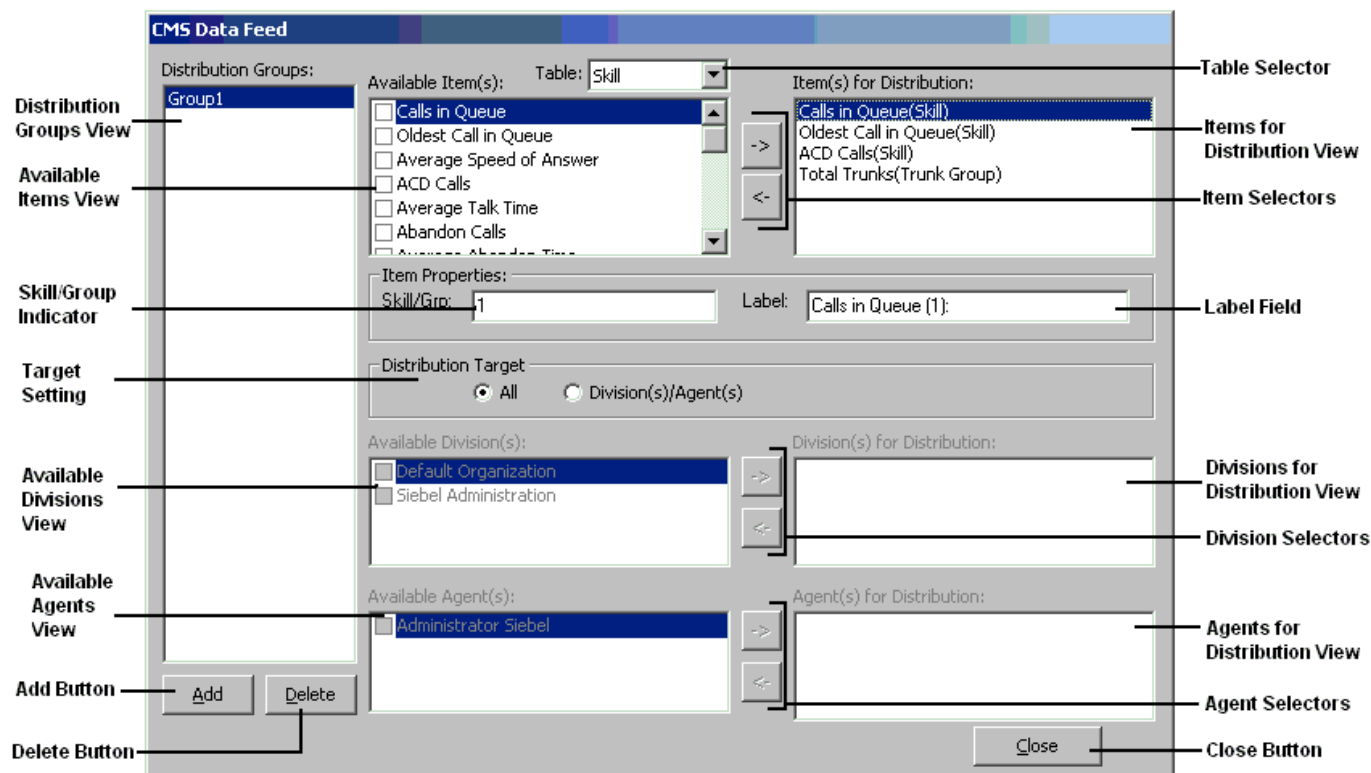 CMS Data Feed
Distribution Groups:
Group1
Available Item(s):
Table: Skill
Calls in Queue
Oldest Call in Queue
Average Speed of Answer
ACD Calls
Average Talk Time
Abandon Calls
Average Abandon Time
->
<-
Item(s) for Distribution:
Calls in Queue(Skill)
Oldest Call in Queue(Skill)
ACD Calls(Skill)
Total Trunks(Trunk Group)
Item Properties:
Skill/Grp: 1
Label: Calls in Queue (1):
Distribution Target
All
Division(s)/Agent(s)
Available Division(s):
Default Organization
Siebel Administration
->
<-
Division(s) for Distribution:
Available Agent(s):
Administrator Siebel
->
<-
Agent(s) for Distribution:
Add
Delete
Close
Distribution
Groups View
Available
Items View
Skill/Group
Indicator
Target
Setting
Available
Divisions
View
Available
Agents
View
Add Button
Delete Button
Table Selector
Items for
Distribution View
Item Selectors
Label Field
Divisions for
Distribution View
Division Selectors
Agents for
Distribution View
Agent Selectors
Close Button